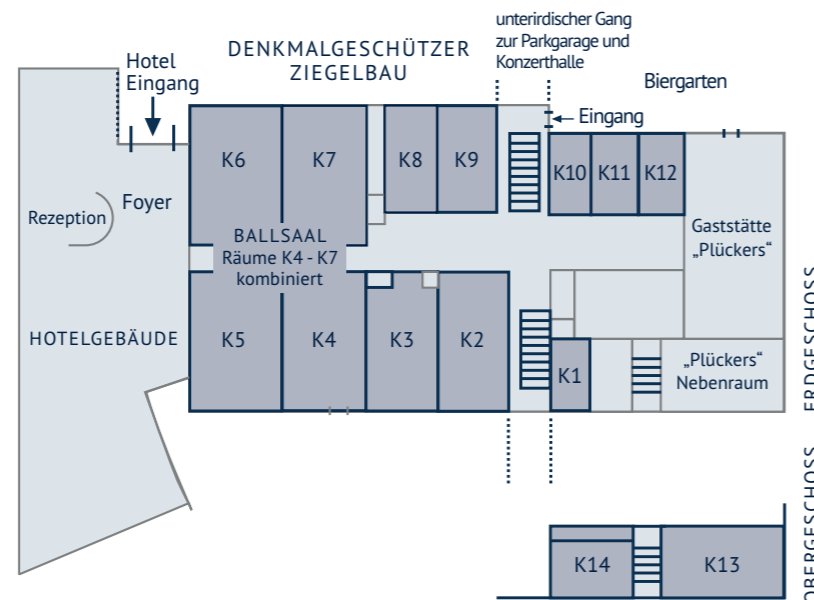 unterirdischer Gang
zur Parkgarage und
Konzerthalle
DENKMALGESCHÜTZER
ZIEGELBAU
Hotel
Eingang
Biergarten
Eingang
K6
K7
K8
K9
K10
K11
K12
Rezeption
Foyer
Gaststätte
„Plückers“
BALLSAAL
Räume K4 - K7
kombiniert
HOTELGEBÄUDE
K5
K4
K3
K2
K1
„Plückers“
Nebenraum
ERDGESCHOSS
K14
K13
OBERGESCHOSS